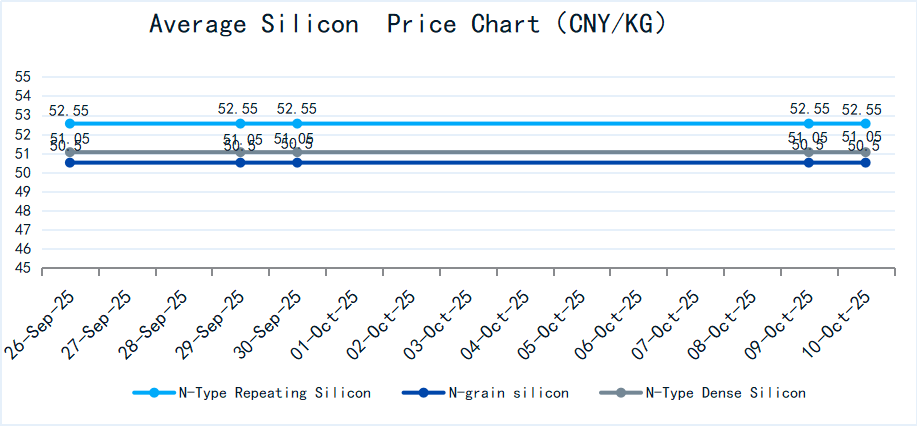 Average Silicon  Price Chart（CNY/KG）
55
54
53
52
51
50
49
48
47
46
45
52.55 52.55 52.55 52.55 52.55
51.05 51.05 51.05 51.05 51.05
50.5 50.5 50.5 50.5 50.5
26-Sep-25 27-Sep-25 28-Sep-25 29-Sep-25 30-Sep-25 01-Oct-25 02-Oct-25 03-Oct-25 04-Oct-25 05-Oct-25 06-Oct-25 07-Oct-25 08-Oct-25 09-Oct-25 10-Oct-25
N-Type Repeating Silicon N-grain silicon N-Type Dense Silicon